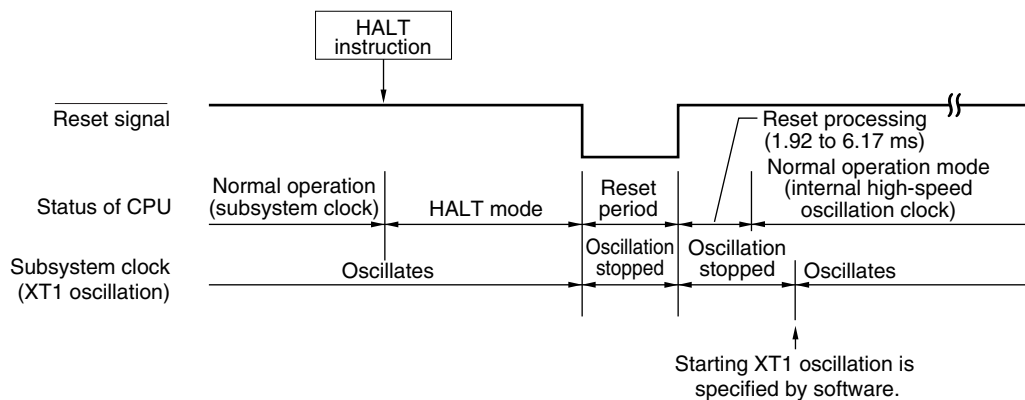 HALT
instruction
Reset signal
Reset processing
(1.92 to 6.17 ms)
Status of CPU
Normal operation
(subsystem clock)
HALT mode
Reset
period
Normal operation mode
(internal high-speed
oscillation clock)
Subsystem clock
(XT1 oscillation)
Oscillates
Oscillation
stopped
Oscillation
stopped
Oscillates
Starting XT1 oscillation is
specified by software.